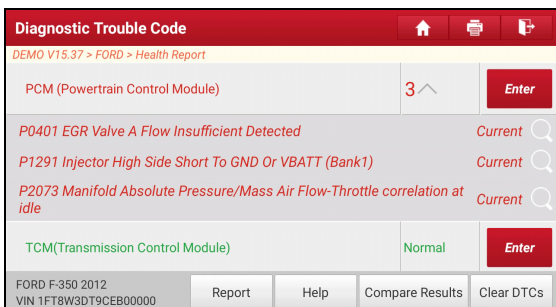 Diagnostic Trouble Code
DEMO V15.37 > FORD > Health Report
PCM (Powertrain Control Module)
3
Enter
P0401 EGR Valve A Flow Insufficient Detected
Current
P1291 Injector High Side Short To GND Or VBATT (Bank1)
Current
P2073 Manifold Absolute Pressure/Mass Air Flow-Throttle correlation at
idle
Current
TCM(Transmission Control Module)
Normal
Enter
FORD F-350 2012
VIN 1FT8W3DT9CEB00000
Report
Help
Compare Results
Clear DTCs